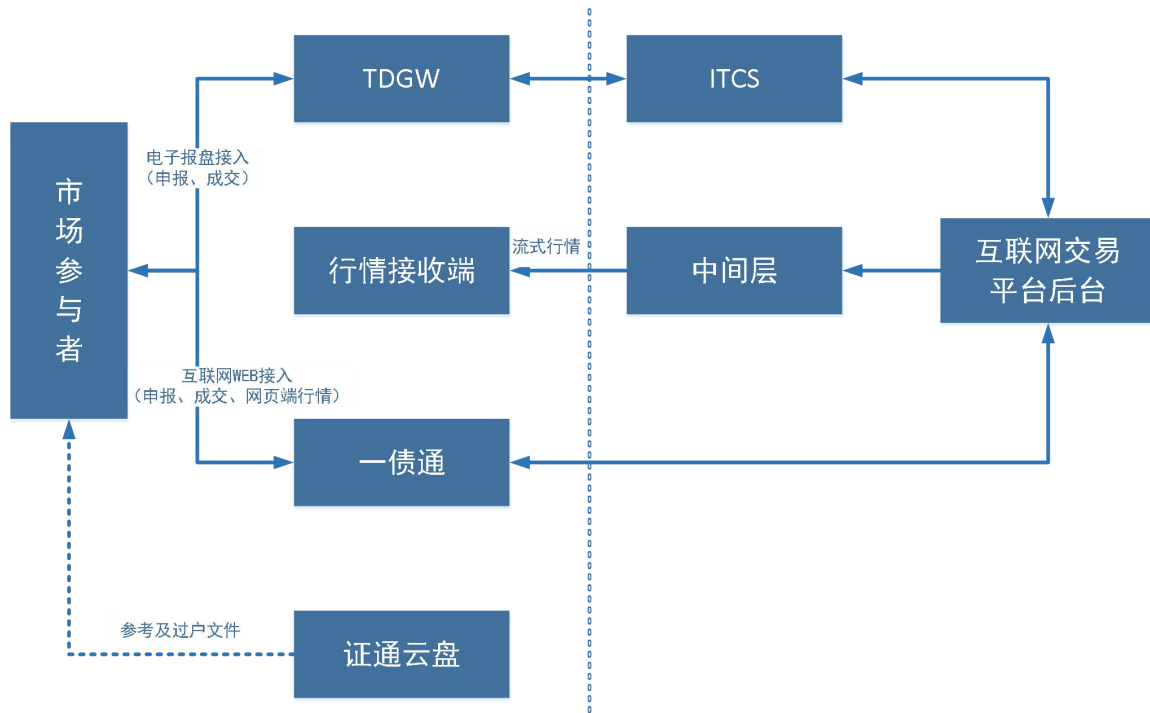 TDGW
ITCS
电子报盘接入
（申报、成交）
市
场
参
与
者
流式行情
行情接收端
中间层
互联网交易
平台后台
互联网WEB接入
（申报、成交、网页端行情）
一债通
参考及过户文件
证通云盘